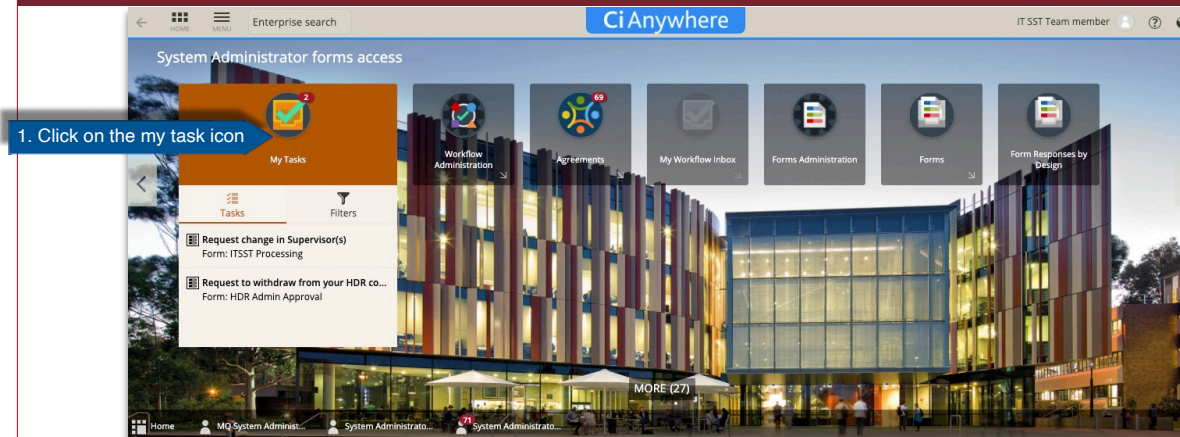 HOME
MENU
Enterprise search
CiAnywhere
IT SST Team member
?
System Administrator forms access
1. Click on the my task icon
2
My Tasks
Workflow
Administration
69
Agreements
My Workflow Inbox
Forms Administration
Forms
Form Responses by
Design
Tasks
Filters
Request change in Supervisor(s)
Form: ITSST Processing
Request to withdraw from your HDR co...
Form: HDR Admin Approval
MORE (27)
Home
MQ System Administ...
System Administrato...
71
System Administrato...